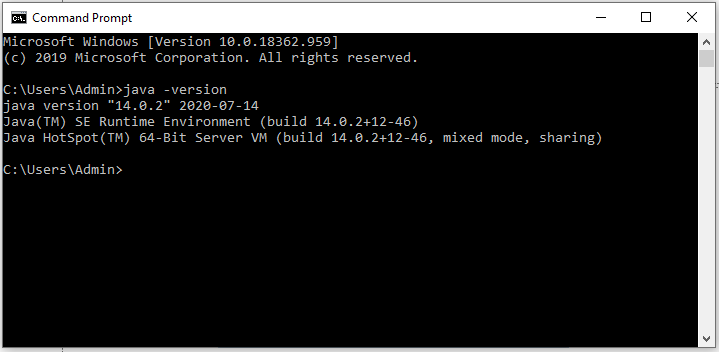 Command Prompt
Microsoft Windows [Version 10.0.18362.959]
(c) 2019 Microsoft Corporation. All rights reserved.
C:\Users\Admin>java -version
java version "14.0.2" 2020-07-14
Java(TM) SE Runtime Environment (build 14.0.2+12-46)
Java HotSpot(TM) 64-Bit Server VM (build 14.0.2+12-46, mixed mode, sharing)
C:\Users\Admin>